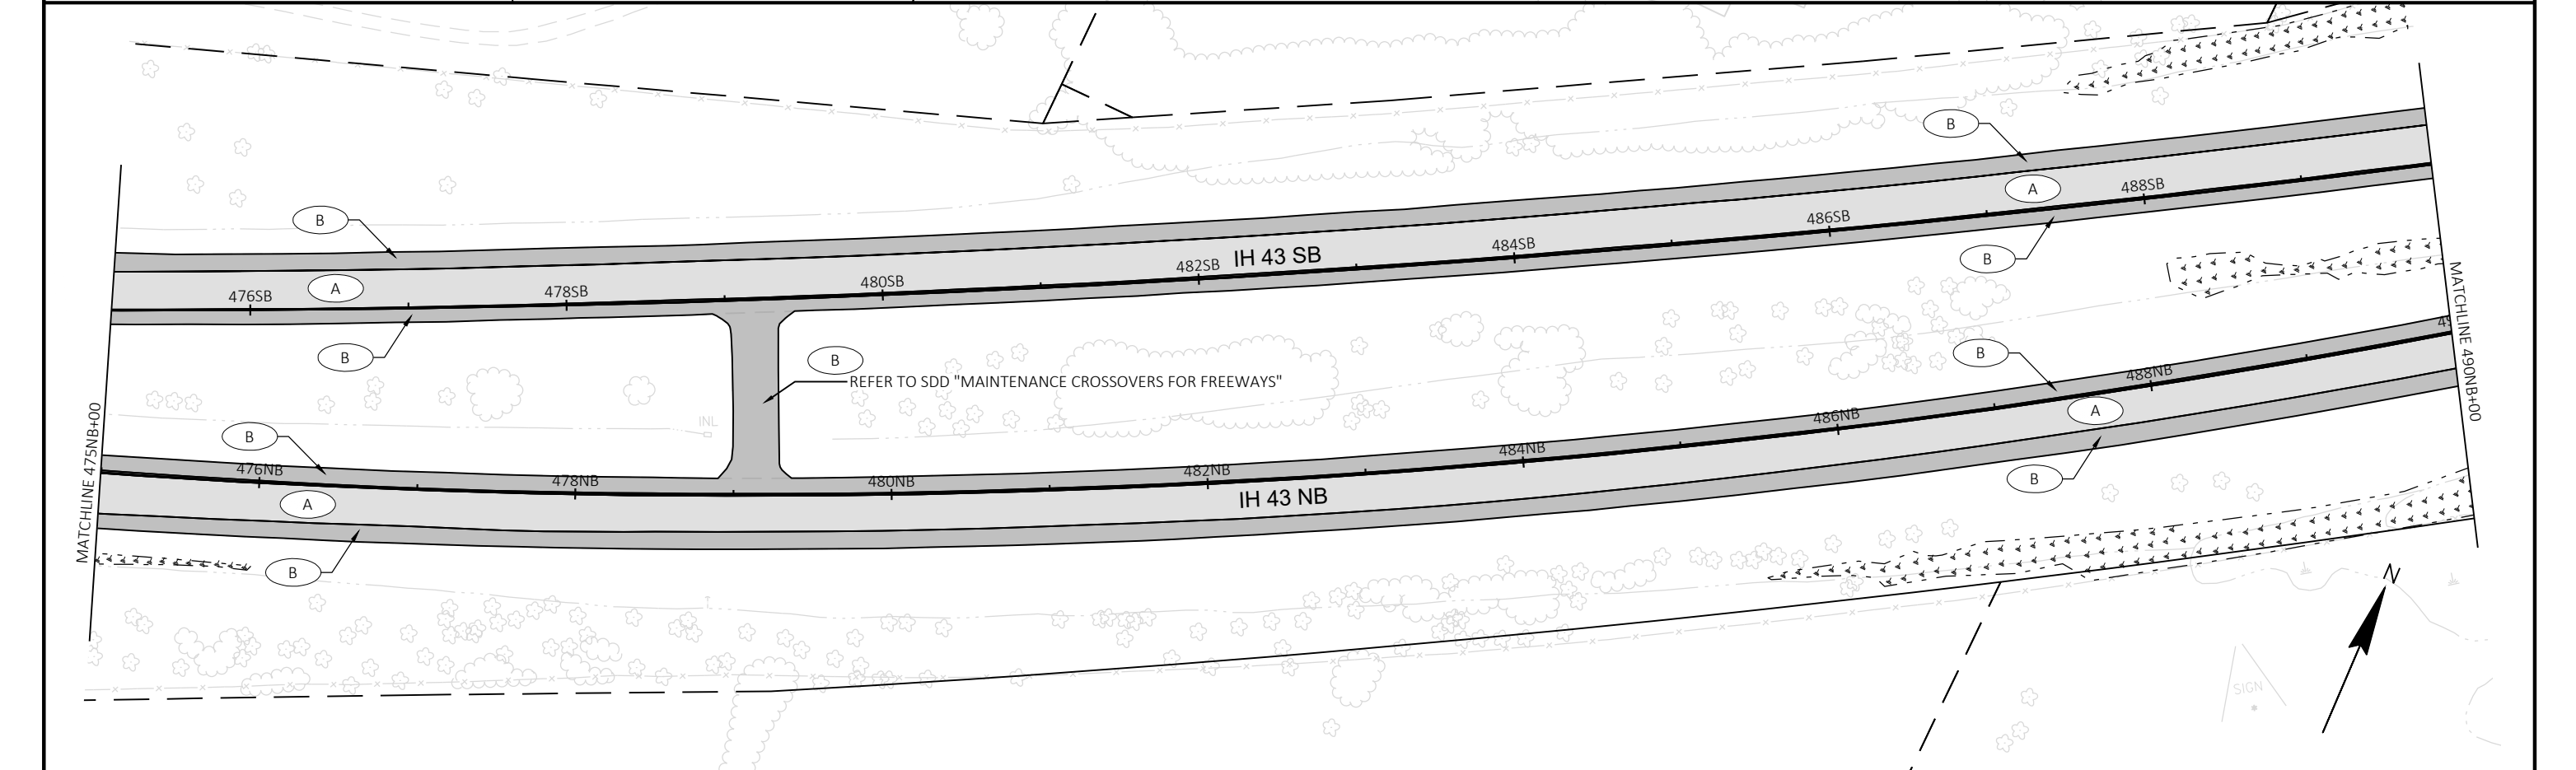 B
A
488SB
486SB
B
484SB
IH 43 SB
482SB
B
480SB
A
478SB
476SB
B
MATCHLINE 490NB+00
B
B
REFER TO SDD "MAINTENANCE CROSSOVERS FOR FREEWAYS"
488NB
A
486NB
INL
MATCHLINE 475NB+00
B
484NB
476NB
482NB
478NB
480NB
B
IH 43 NB
A
B
N
SIGN